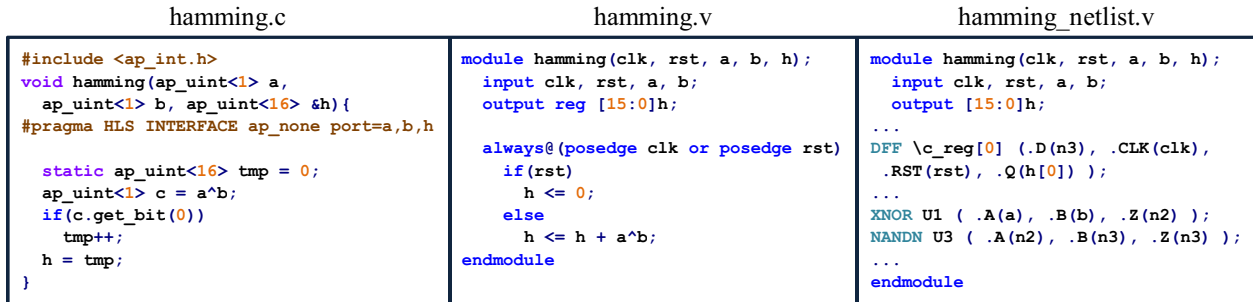 hamming.c
#include <ap_int.h>
void hamming(ap_uint<1> a,
  ap_uint<1> b, ap_uint<16> &h){
#pragma HLS INTERFACE ap_none port=a,b,h
  static ap_uint<16> tmp = 0;
  ap_uint<1> c = a^b;
  if(c.get_bit(0))
    tmp++;
  h = tmp;
}
hamming.v
module hamming(clk, rst, a, b, h);
  input clk, rst, a, b;
  output reg [15:0]h;
  always@(posedge clk or posedge rst)
    if(rst)
      h <= 0;
    else
      h <= h + a^b;
endmodule
hamming_netlist.v
module hamming(clk, rst, a, b, h);
  input clk, rst, a, b;
  output [15:0]h;
...
DFF \c_reg[0] (.D(n3), .CLK(clk),
 .RST(rst), .Q(h[0]) );
...
XNOR U1 ( .A(a), .B(b), .Z(n2) );
NANDN U3 ( .A(n2), .B(n3), .Z(n3) );
...
endmodule